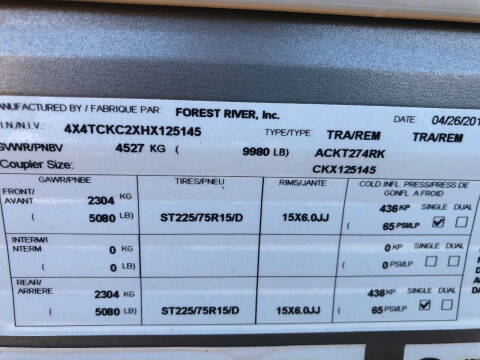 MANUFACTURED BY / FABRIQUE PAR: FOREST RIVER, Inc.
DATE 04/26/201
I.N./N.I.V.: 4X4TCKC2XHX125145 TYPE/TYPE TRA/REM TRA/REM
GVWR/PNBV 4527 KG ( 9980 LB) ACKT274RK
Coupler Size: CKX125145
GAWR/PNBE TIRES/PNEU RIMS/JANTE COLD INFL. PRESS/PRESS DE
GONFL. A FROID
FRONT/
AVANT 2304 KG 436 KP SINGLE DUAL
( 5080 LB) ST225/75R15/D 15X6.0JJ ( 65 PSI/LP
INTERM/I
NTERM 0 KG 0 KP SINGLE DUAL
( 0 LB) ( 0 PSI/LP
REAR/
ARRIERE 2304 KG 436 KP SINGLE DUAL
( 5080 LB) ST225/75R15/D 15X6.0JJ ( 65 PSI/LP